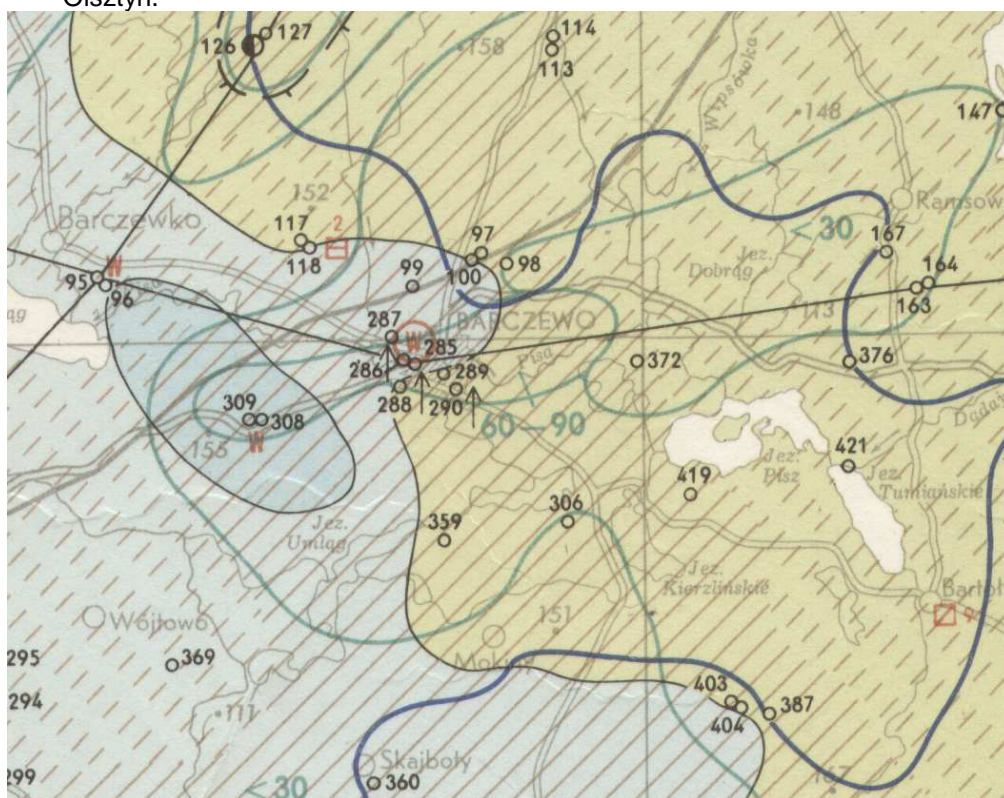 Olsztyn.
126
127
158
114
113
Wipsówka
148
147
Barczewko
152
2
117
118
97
100
98
99
Jez.
Dobrąg
<30
Ramsow
167
164
163
W
95
96
287
W
285
BARCZEWO
113
286
289
Pisa
372
376
288
290
60–90
309
308
W
155
Jez.
Pisz
421
Jez.
Tumiańskie
419
306
359
Jez.
Umląg
Jez.
Kierzlińskie
151
9
Wójtowo
295
369
294
111
403
404
387
Skajboty
360
299
<30
167